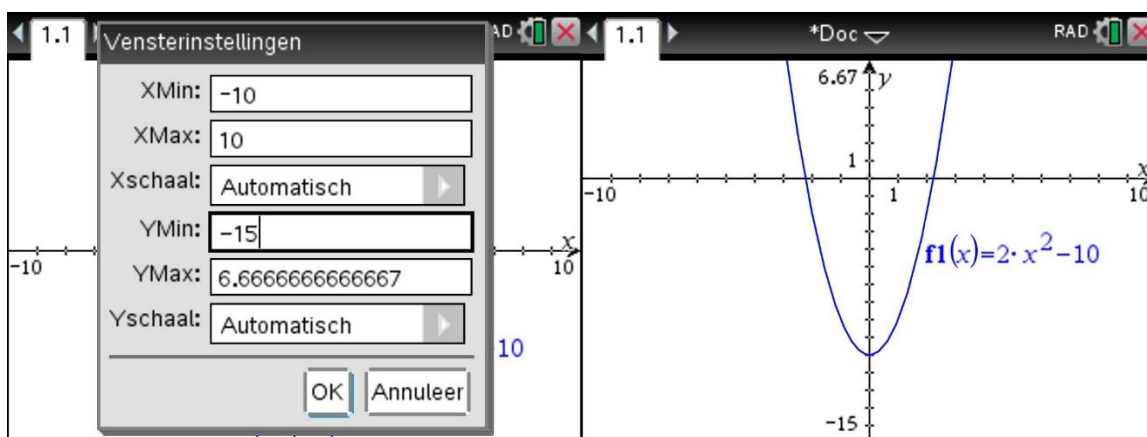 1.1
AD
Vensterinstellingen
XMin: -10
XMax: 10
Xschaal: Automatisch
YMin: -15
YMax: 6.6666666666667
Yschaal: Automatisch
OK Annuleer
-10
x
10
10
1.1 *Doc RAD
6.67 y
1
x
-10
1
10
f1(x)=2·x²-10
-15